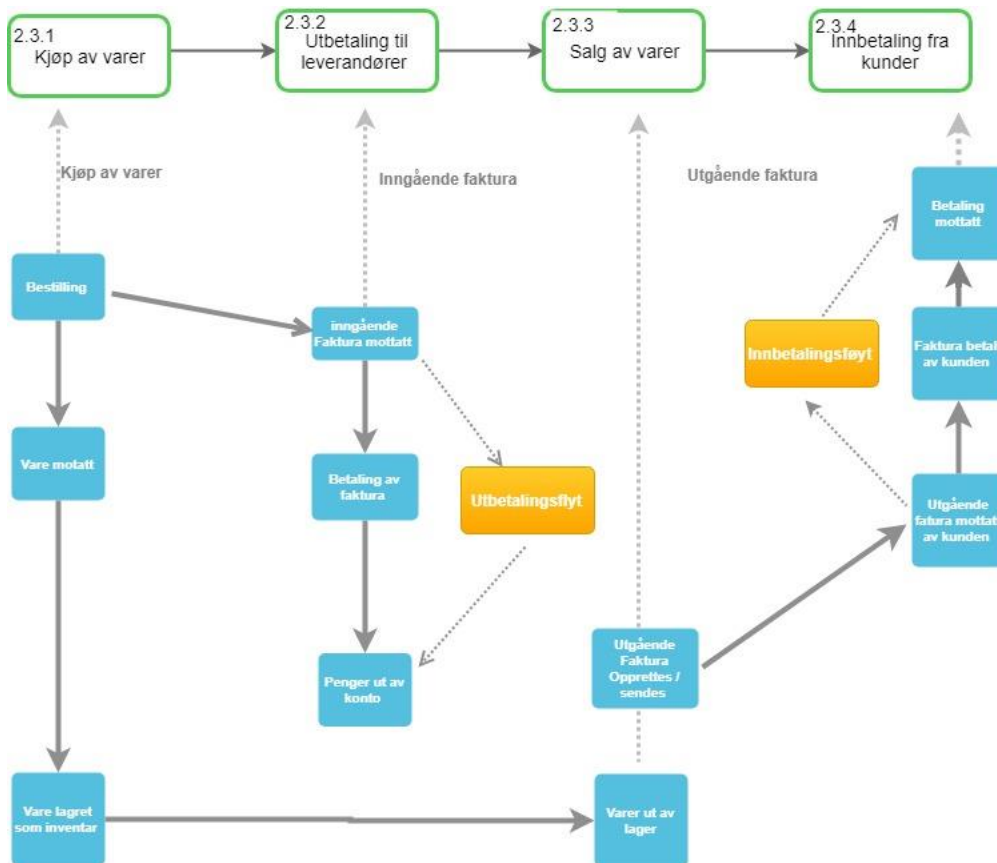 2.3.1
Kjøp av varer
2.3.2
Utbetaling til
leverandører
2.3.3
Salg av varer
2.3.4
Innbetaling fra
kunder
Kjøp av varer
Inngående faktura
Utgående faktura
Betaling
mottatt
Bestilling
inngående
Faktura mottatt
Innbetalingsføyt
Faktura betalt
av kunden
Vare motatt
Betaling av
faktura
Utbetalingsflyt
Utgående
fatura mottatt
av kunden
Utgående
Faktura
Opprettes /
sendes
Penger ut av
konto
Vare lagret
som inventar
Varer ut av
lager